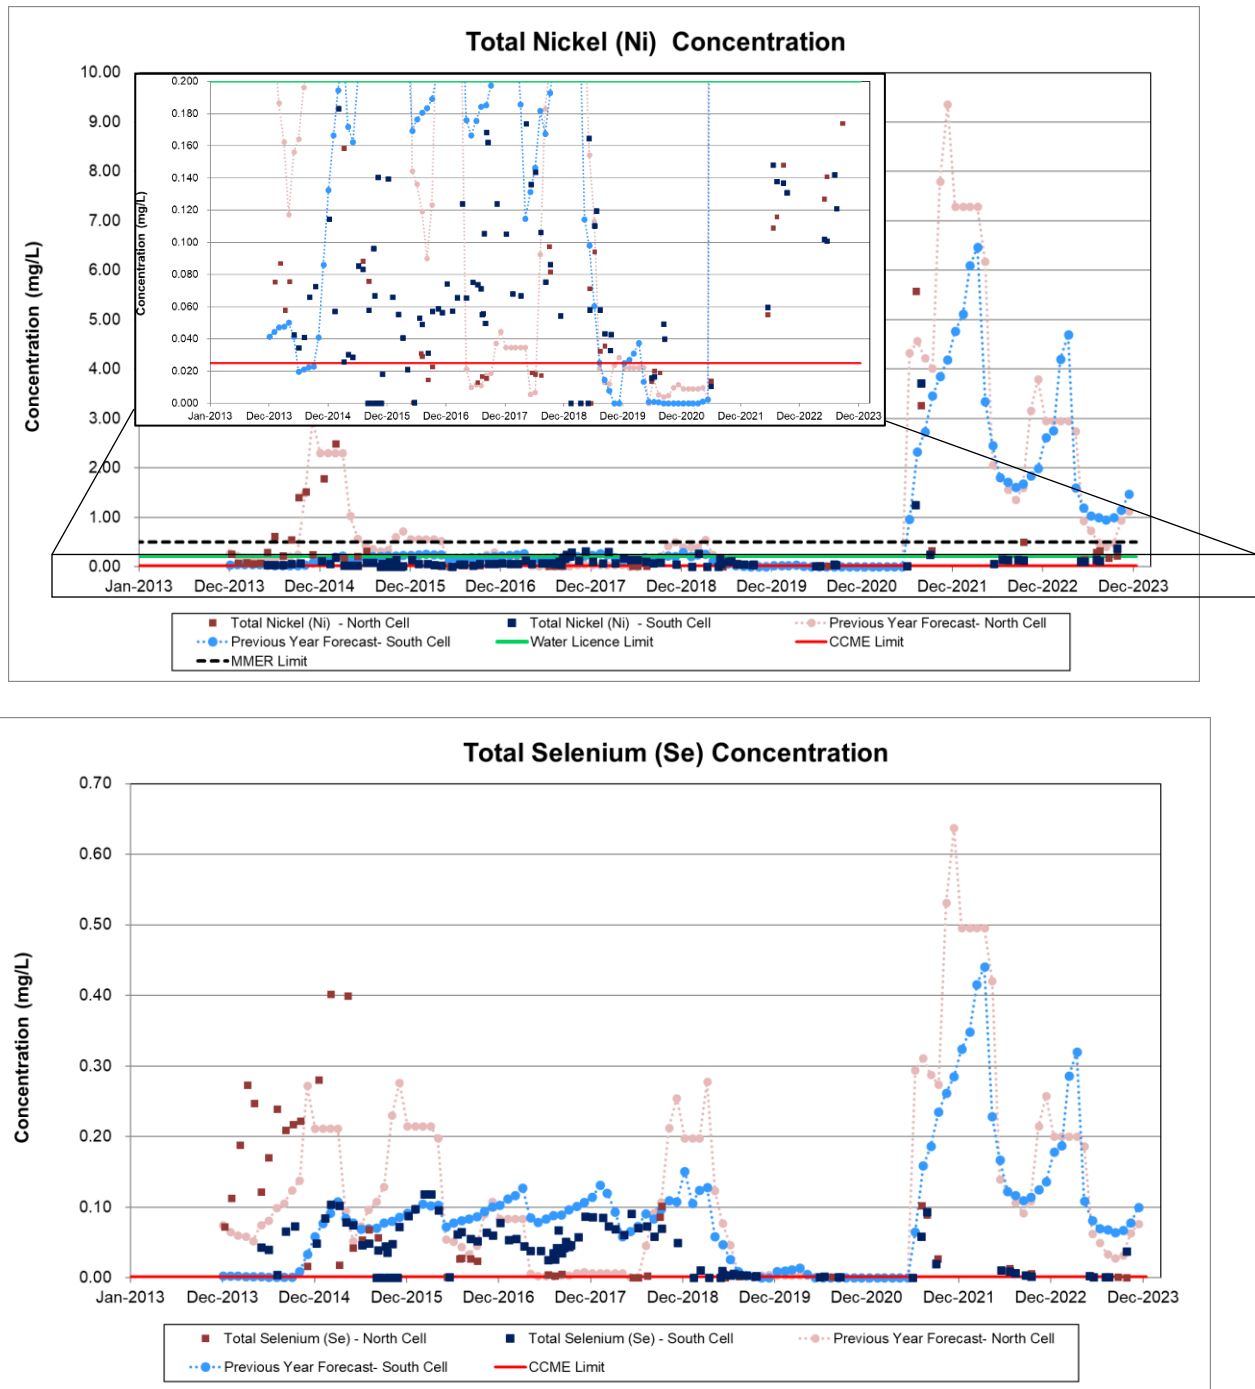 Total Nickel (Ni) Concentration
10.00
9.00
8.00
7.00
6.00
5.00
4.00
3.00
2.00
1.00
0.00
Concentration (mg/L)
0.200
0.180
0.160
0.140
0.120
0.100
0.080
0.060
0.040
0.020
0.000
Concentration (mg/L)
Jan-2013 Dec-2013 Dec-2014 Dec-2015 Dec-2016 Dec-2017 Dec-2018 Dec-2019 Dec-2020 Dec-2021 Dec-2022 Dec-2023
Jan-2013 Dec-2013 Dec-2014 Dec-2015 Dec-2016 Dec-2017 Dec-2018 Dec-2019 Dec-2020 Dec-2021 Dec-2022 Dec-2023
Total Nickel (Ni) - North Cell Total Nickel (Ni) - South Cell Previous Year Forecast- North Cell
Previous Year Forecast- South Cell Water Licence Limit CCME Limit
MMER Limit
Total Selenium (Se) Concentration
0.70
0.60
0.50
0.40
0.30
0.20
0.10
0.00
Concentration (mg/L)
Jan-2013 Dec-2013 Dec-2014 Dec-2015 Dec-2016 Dec-2017 Dec-2018 Dec-2019 Dec-2020 Dec-2021 Dec-2022 Dec-2023
Total Selenium (Se) - North Cell Total Selenium (Se) - South Cell Previous Year Forecast- North Cell
Previous Year Forecast- South Cell CCME Limit